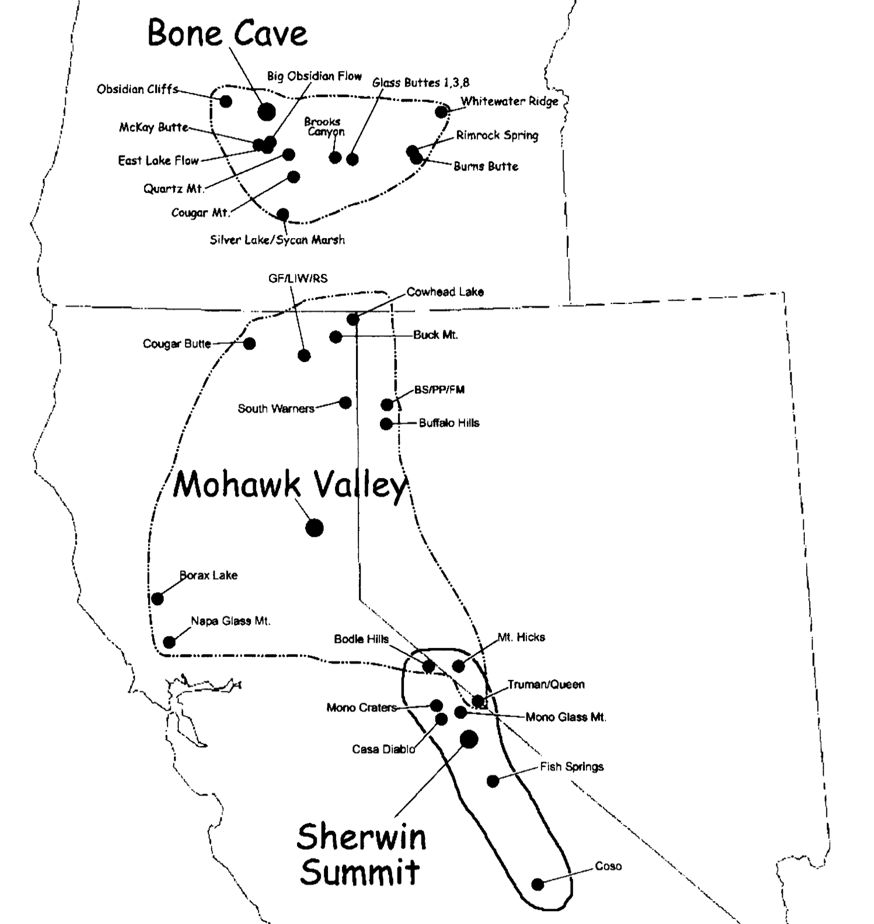 Bone Cave
Big Obsidian Flow
Obsidian Cliffs
Glass Buttes 1,3,8
Whitewater Ridge
McKay Butte
Brooks
Canyon
Rimrock Spring
East Lake Flow
Burns Butte
Quartz Mt.
Cougar Mt.
Silver Lake/Sycan Marsh
GF/LIW/RS
Cowhead Lake
Cougar Butte
Buck Mt.
South Warners
BS/PP/FM
Buffalo Hills
Mohawk Valley
Borax Lake
Napa Glass Mt.
Bodie Hills
Mt. Hicks
Truman/Queen
Mono Craters
Mono Glass Mt.
Casa Diablo
Fish Springs
Sherwin
Summit
Coso